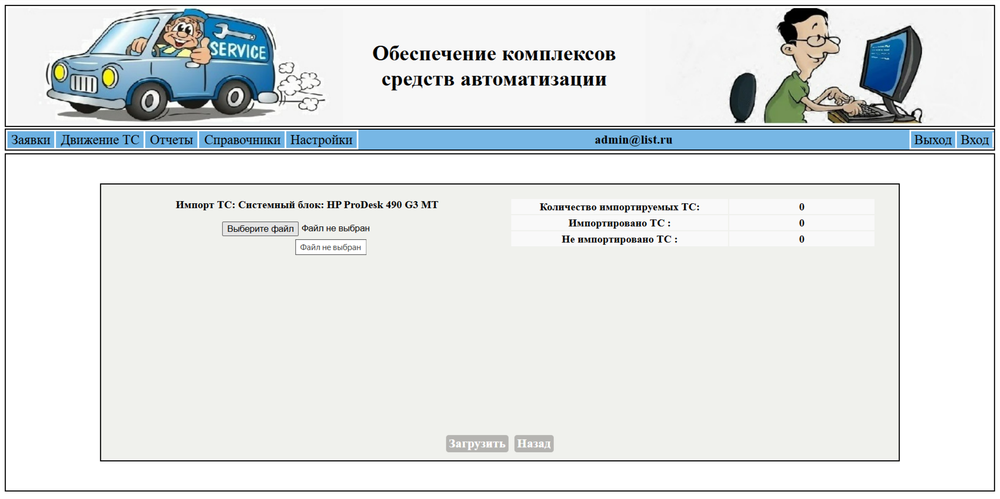 SERVICE
Обеспечение комплексов
средств автоматизации
Заявки Движение ТС Отчеты Справочники Настройки admin@list.ru Выход Вход
Импорт ТС: Системный блок: HP ProDesk 490 G3 MT
Выберите файл Файл не выбран
Файл не выбран
Количество импортируемых ТС: 0
Импортировано ТС : 0
Не импортировано ТС : 0
Загрузить Назад